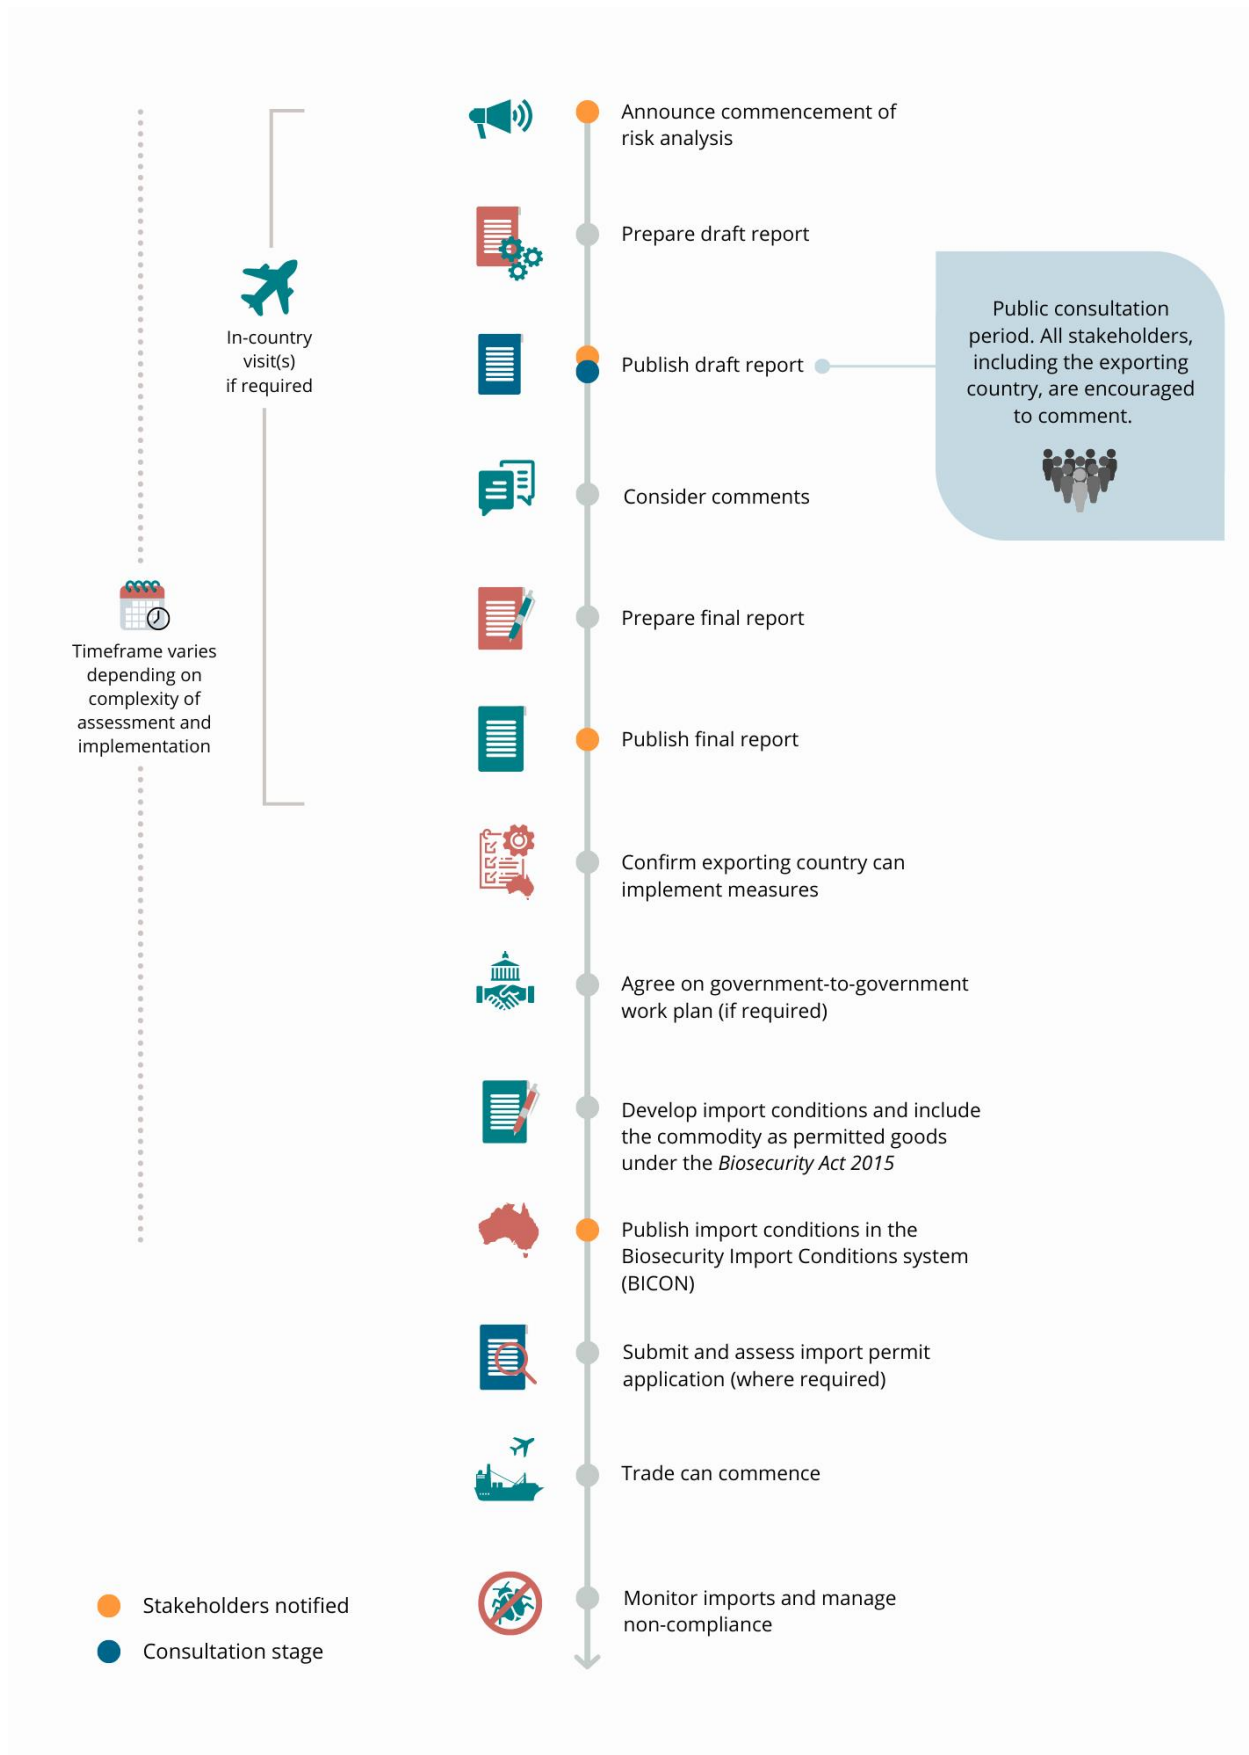 Announce commencement of
risk analysis
Prepare draft report
Publish draft report
Public consultation
period. All stakeholders,
including the exporting
country, are encouraged
to comment.
In-country
visit(s)
if required
Consider comments
Prepare final report
Timeframe varies
depending on
complexity of
assessment and
implementation
Publish final report
Confirm exporting country can
implement measures
Agree on government-to-government
work plan (if required)
Develop import conditions and include
the commodity as permitted goods
under the Biosecurity Act 2015
Publish import conditions in the
Biosecurity Import Conditions system
(BICON)
Submit and assess import permit
application (where required)
Trade can commence
Monitor imports and manage
non-compliance
Stakeholders notified
Consultation stage